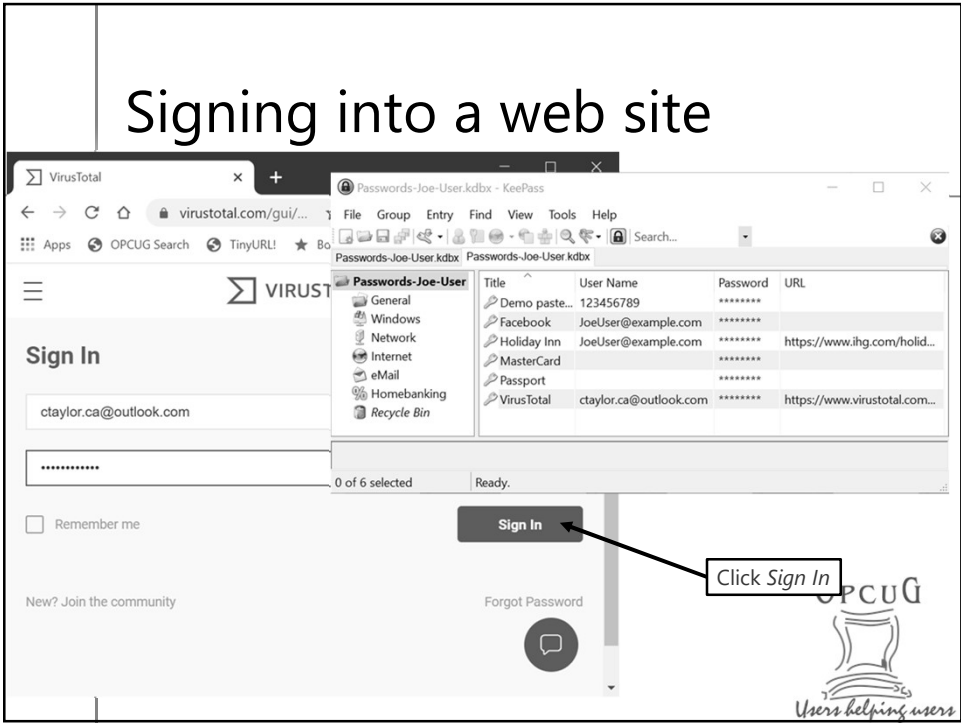 Signing into a web site
VirusTotal
virustotal.com/gui/...
Apps OPCUG Search TinyURL! Bo
VIRUST
Sign In
ctaylor.ca@outlook.com
••••••••••••
Remember me
Sign In
New? Join the community
Forgot Password
Passwords-Joe-User.kdbx - KeePass
File Group Entry Find View Tools Help
Search...
Passwords-Joe-User.kdbx Passwords-Joe-User.kdbx
Passwords-Joe-User
General
Windows
Network
Internet
eMail
Homebanking
Recycle Bin
Title User Name Password URL
Demo paste... 123456789 ********
Facebook JoeUser@example.com ********
Holiday Inn JoeUser@example.com ******** https://www.ihg.com/holid...
MasterCard ********
Passport ********
VirusTotal ctaylor.ca@outlook.com ******** https://www.virustotal.com...
0 of 6 selected Ready.
Click Sign In
OPCUG
Users helping users